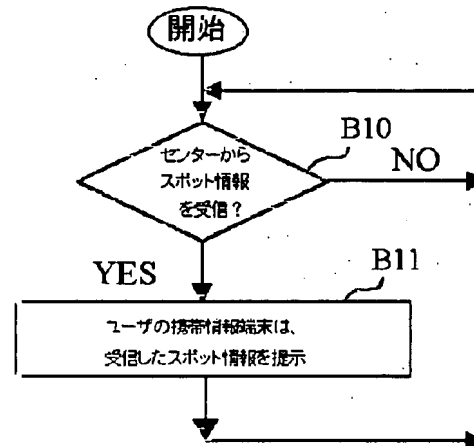 開始
B10
センターから
スポット情報
を受信？
NO
YES
B11
ユーザの携帯情報端末は、
受信したスポット情報を提示